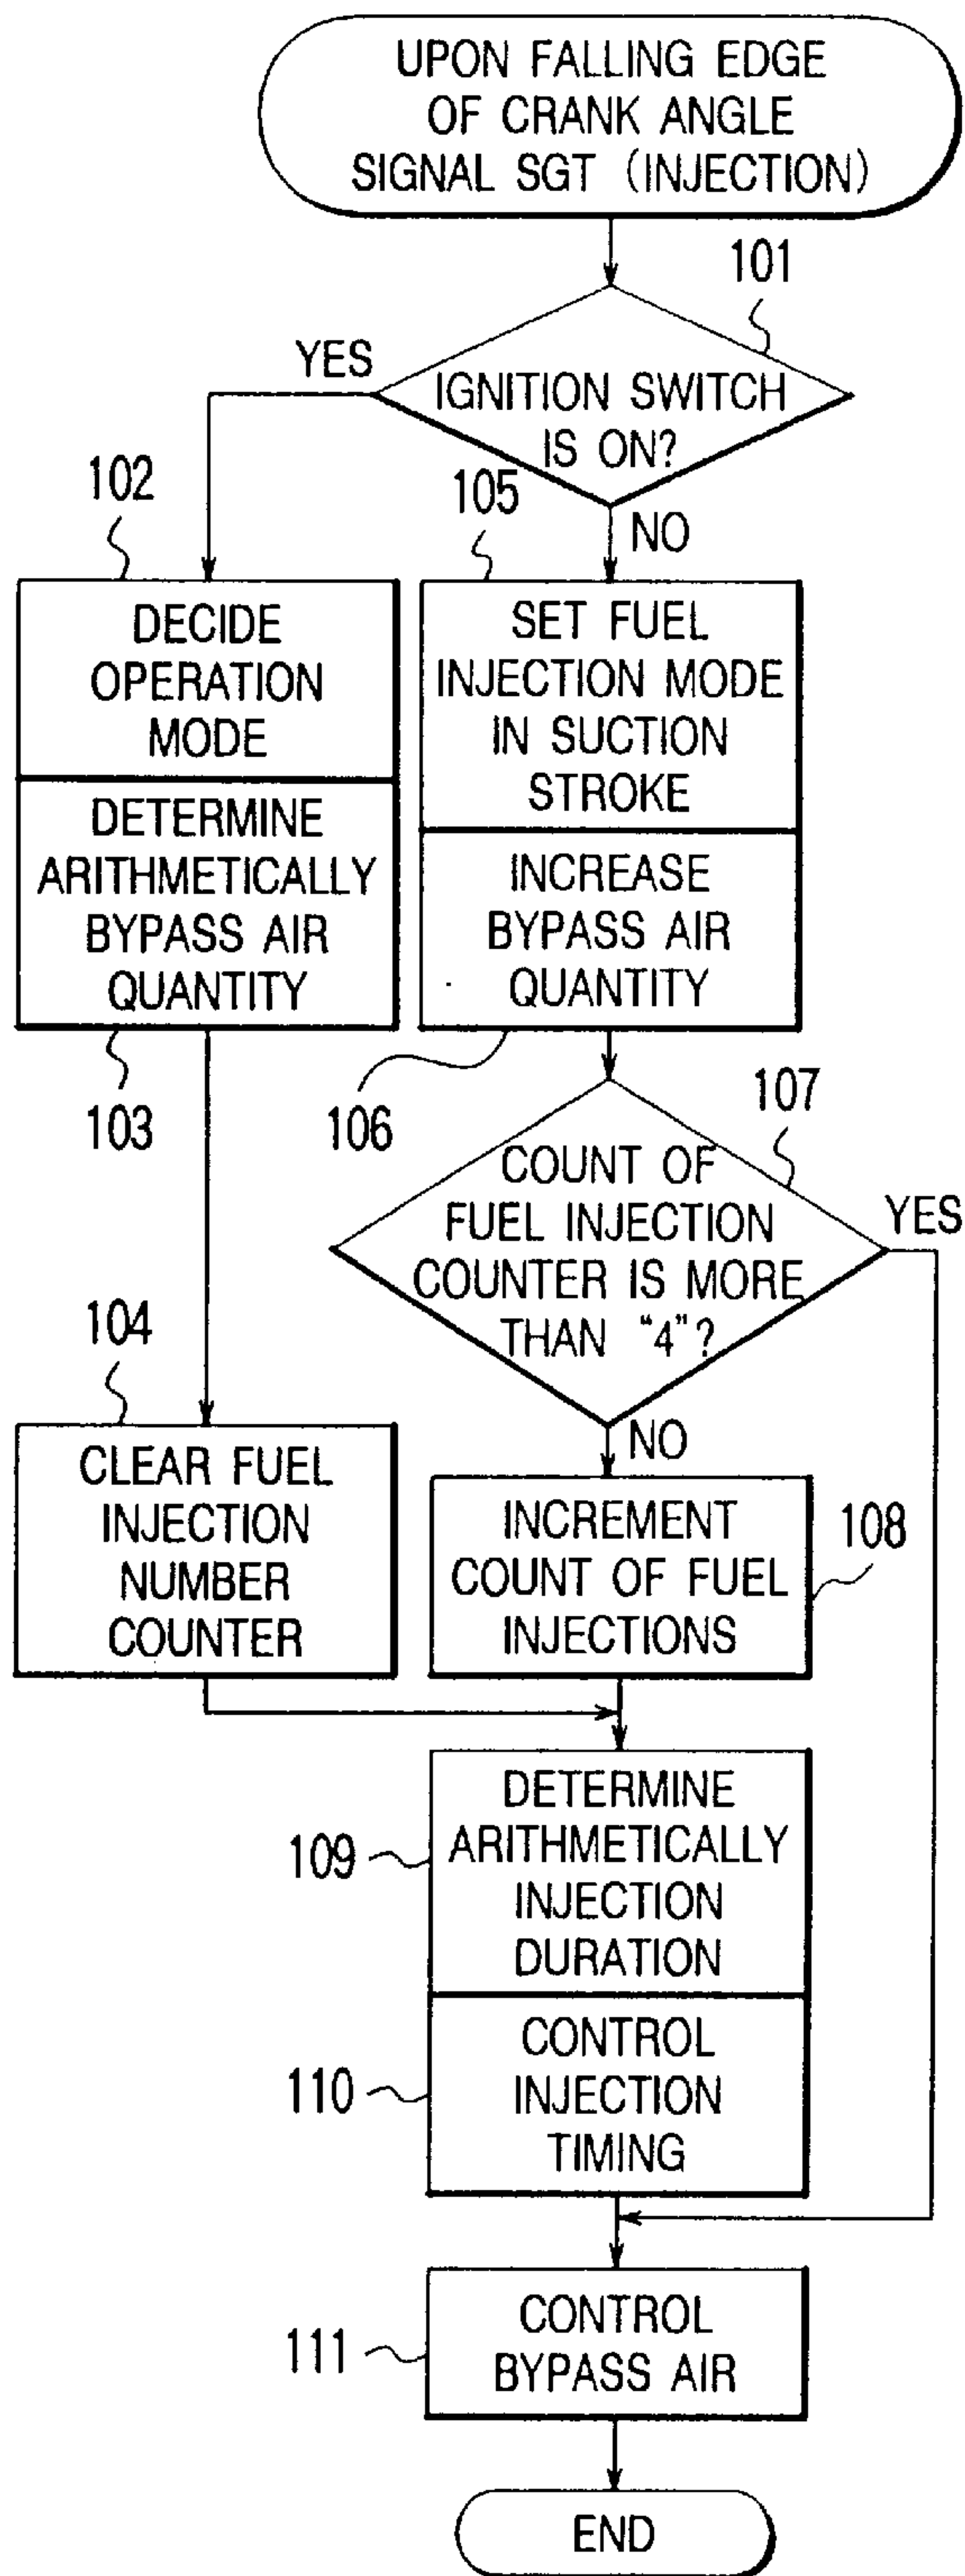 UPON FALLING EDGE
OF CRANK ANGLE
SIGNAL SGT (INJECTION)
101
YES
IGNITION SWITCH
IS ON?
NO
102
DECIDE
OPERATION
MODE
DETERMINE
ARITHMETICALLY
BYPASS AIR
QUANTITY
103
105
SET FUEL
INJECTION MODE
IN SUCTION
STROKE
INCREASE
BYPASS AIR
QUANTITY
106
107
COUNT OF
FUEL INJECTION
COUNTER IS MORE
THAN "4"?
YES
NO
104
CLEAR FUEL
INJECTION
NUMBER
COUNTER
INCREMENT
COUNT OF FUEL
INJECTIONS
108
109
DETERMINE
ARITHMETICALLY
INJECTION
DURATION
110
CONTROL
INJECTION
TIMING
111
CONTROL
BYPASS AIR
END